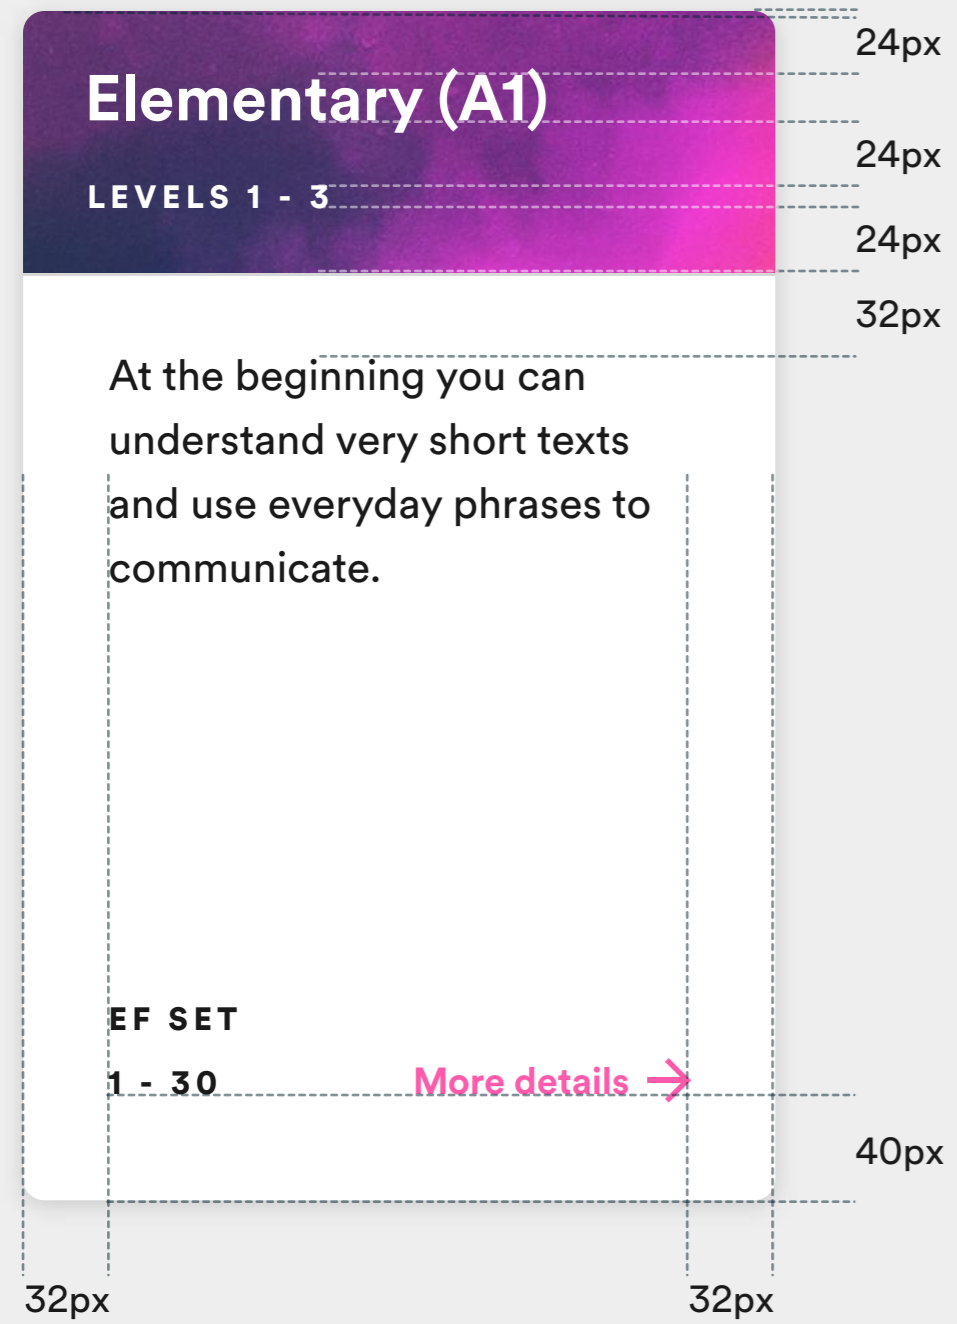 24px
Elementary (A1)
24px
LEVELS 1 - 3
24px
32px
At the beginning you can
understand very short texts
and use everyday phrases to
communicate.
EF SET
1 - 30
More details
40px
32px
32px